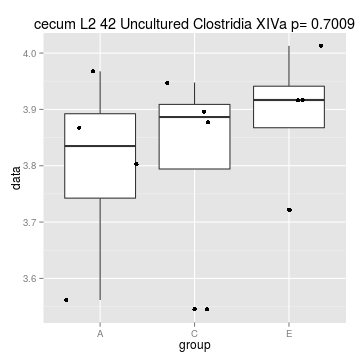 cecum L2 42 Uncultured Clostridia XIVa p= 0.7009
4.0
3.9
3.8
3.7
3.6
data
A C E
group